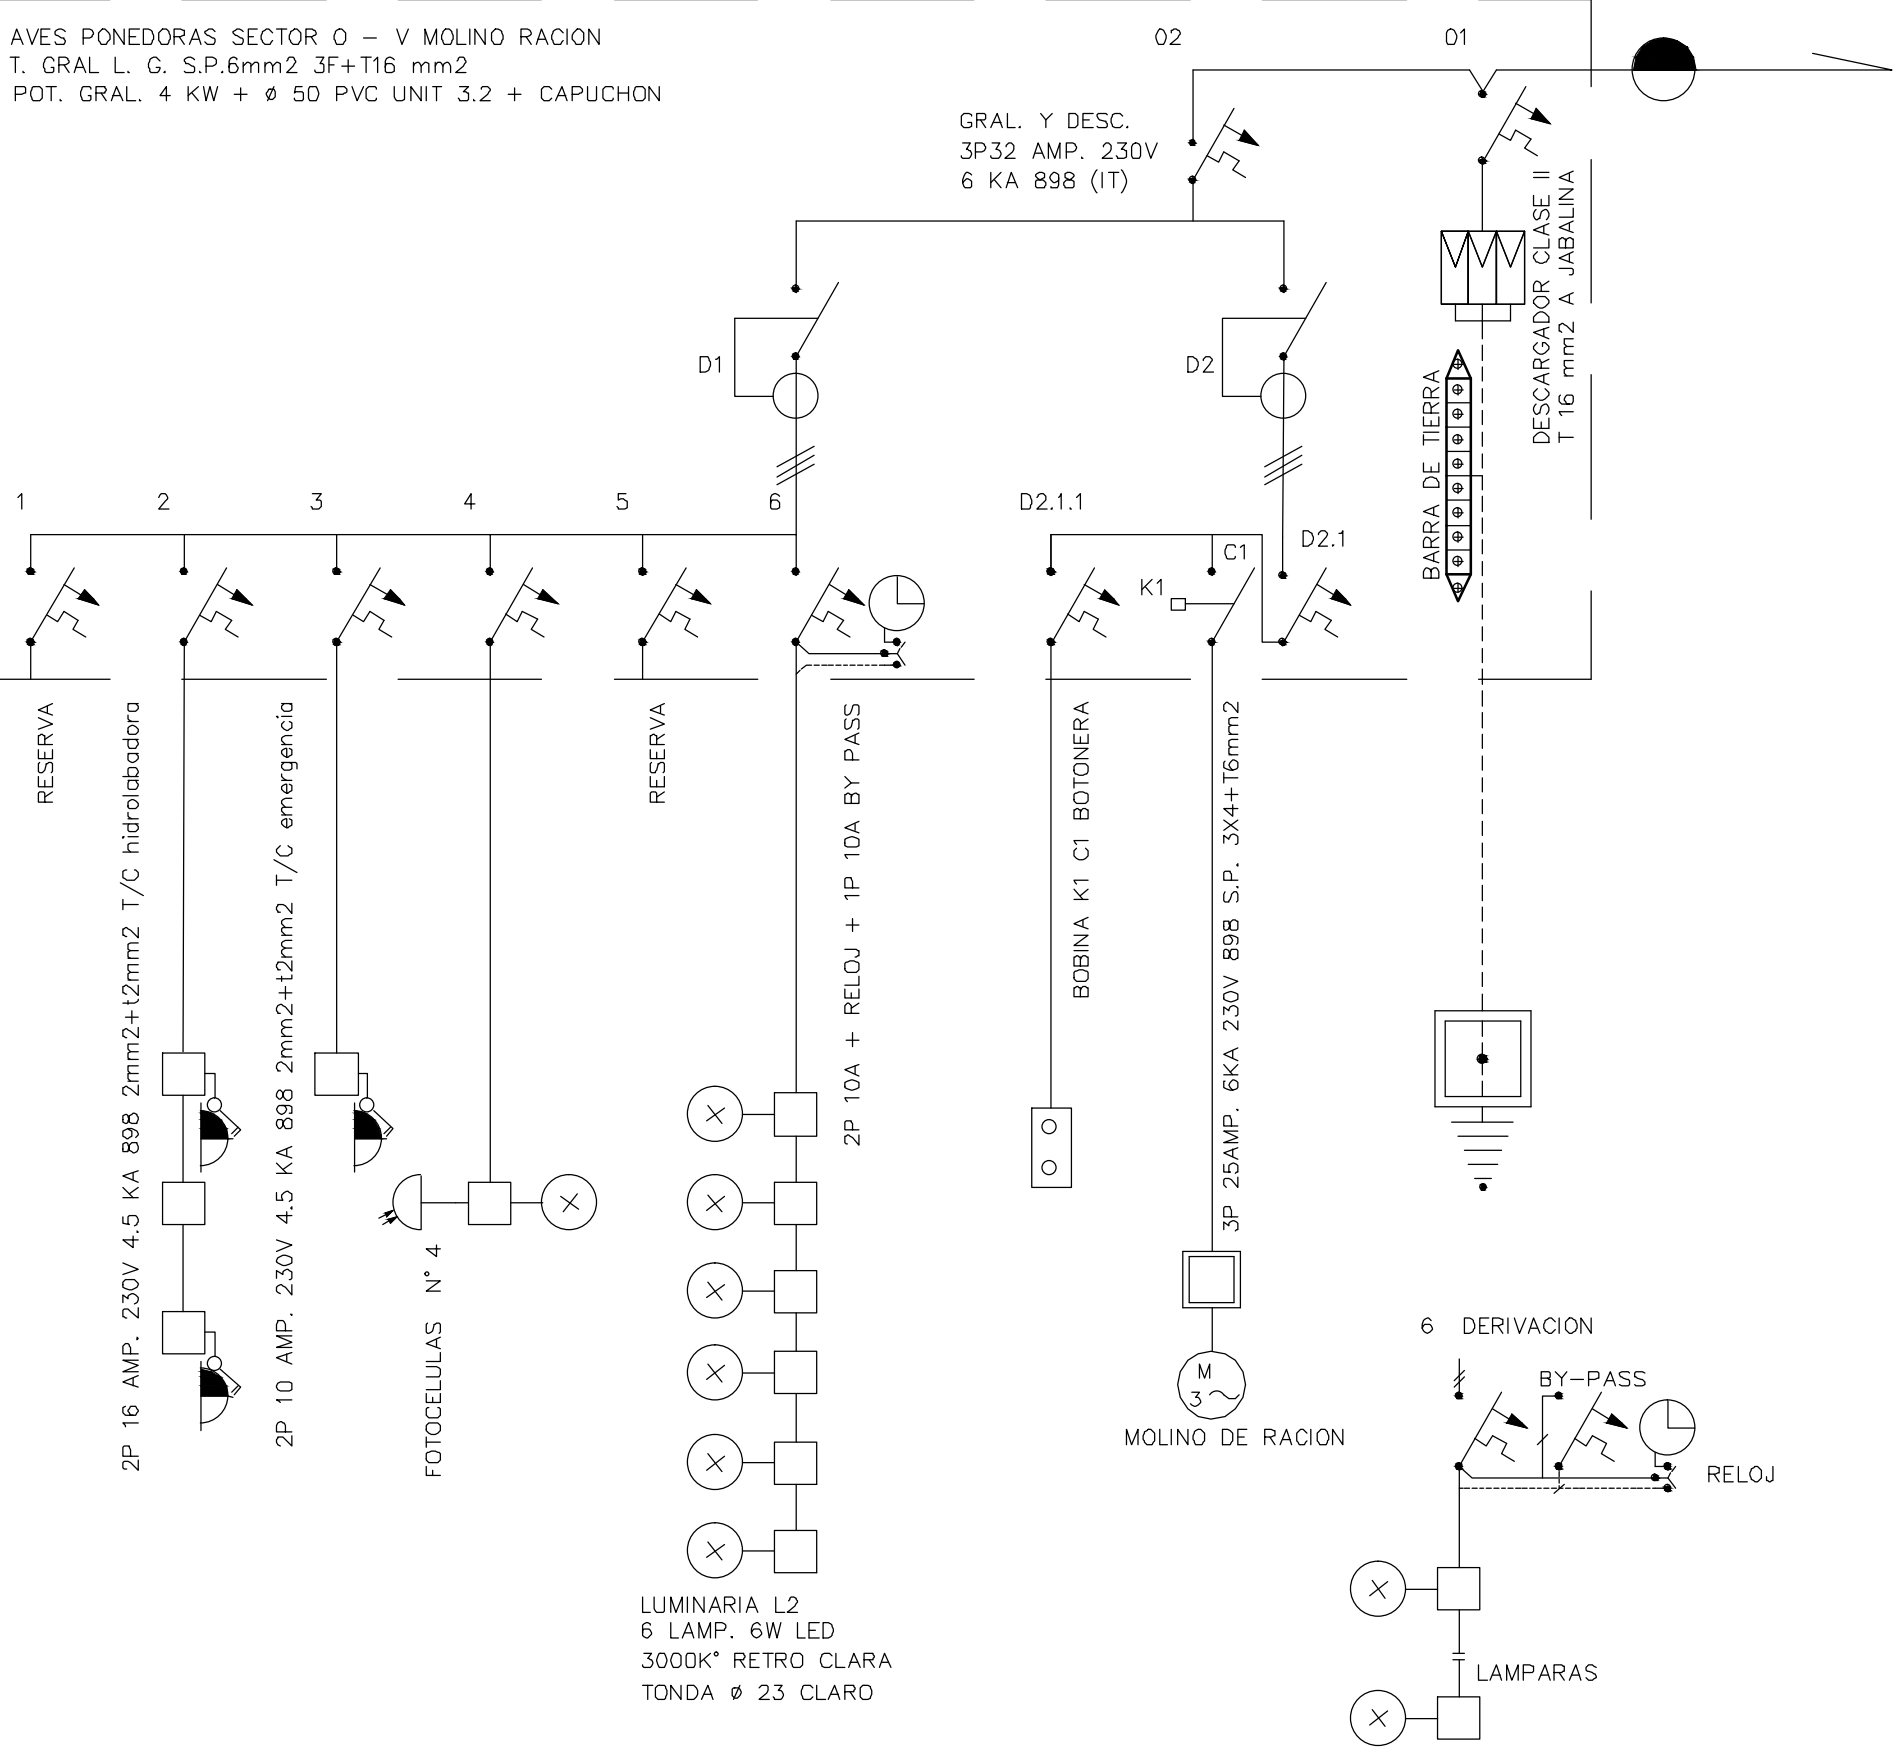 AVES PONEDORAS SECTOR O - V MOLINO RACION
T. GRAL L. G. S.P.6mm2 3F+T16 mm2
POT. GRAL. 4 KW + ø 50 PVC UNIT 3.2 + CAPUCHON
02
01
GRAL. Y DESC.
3P32 AMP. 230V
6 KA 898 (IT)
DESCARGADOR CLASE II
T 16 mm2 A JABALINA
D1
D2
BARRA DE TIERRA
1
2
3
4
5
6
D2.1.1
C1
D2.1
K1
RESERVA
2P 16 AMP. 230V 4.5 KA 898 2mm2+t2mm2 T/C hidrolabadora
2P 10 AMP. 230V 4.5 KA 898 2mm2+t2mm2 T/C emergencia
FOTOCELULAS N° 4
RESERVA
2P 10A + RELOJ + 1P 10A BY PASS
BOBINA K1 C1 BOTONERA
3P 25AMP. 6KA 230V 898 S.P. 3X4+T6mm2
M
3
MOLINO DE RACION
LUMINARIA L2
6 LAMP. 6W LED
3000K° RETRO CLARA
TONDA ø 23 CLARO
6 DERIVACION
BY-PASS
RELOJ
LAMPARAS